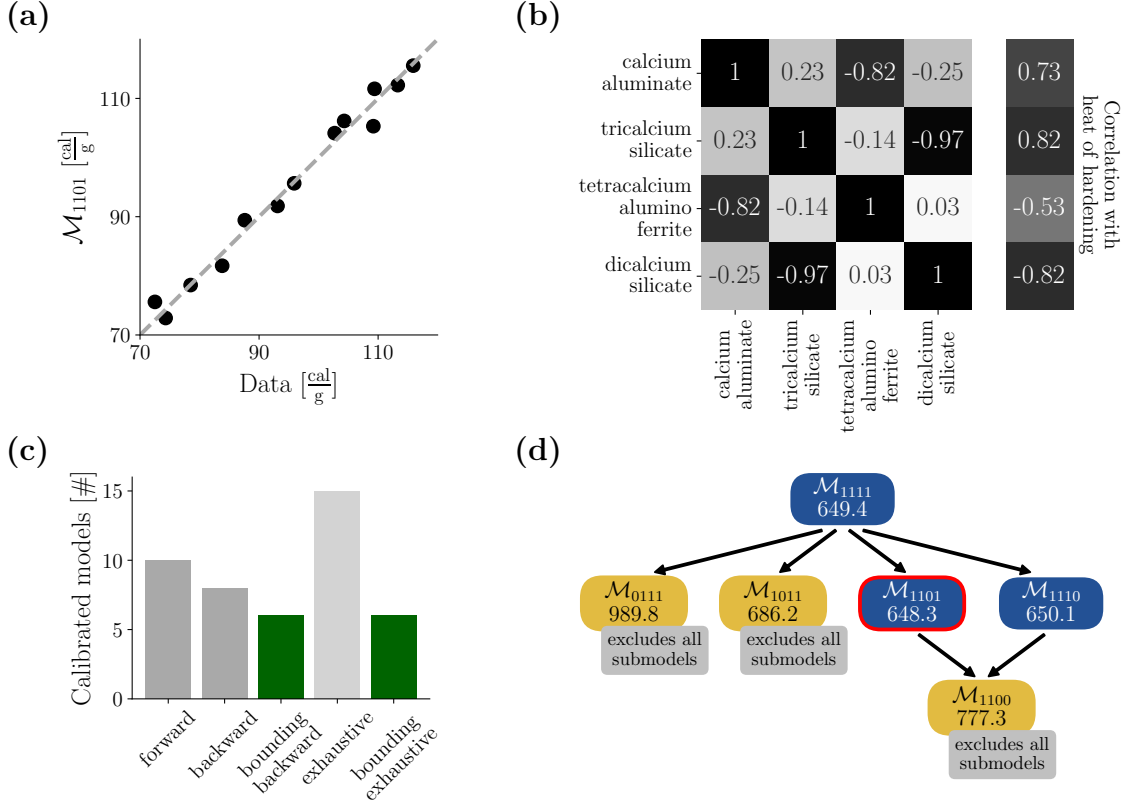 (a)
110
90
70
70
90
110
M₁₁₀₁ [cal/g]
Data [cal/g]
(b)
calcium
aluminate
tricalcium
silicate
tetracalcium
alumino
ferrite
dicalcium
silicate
1 0.23 -0.82 -0.25
0.23 1 -0.14 -0.97
-0.82 -0.14 1 0.03
-0.25 -0.97 0.03 1
calcium
aluminate
tricalcium
silicate
tetracalcium
alumino
ferrite
dicalcium
silicate
0.73
0.82
-0.53
-0.82
Correlation with
heat of hardening
(c)
Calibrated models [#]
15
10
5
0
forward
backward
bounding
backward
exhaustive
bounding
exhaustive
(d)
M₁₁₁₁
649.4
M₀₁₁₁
989.8
excludes all
submodels
M₁₀₁₁
686.2
excludes all
submodels
M₁₁₀₁
648.3
M₁₁₁₀
650.1
M₁₁₀₀
777.3
excludes all
submodels